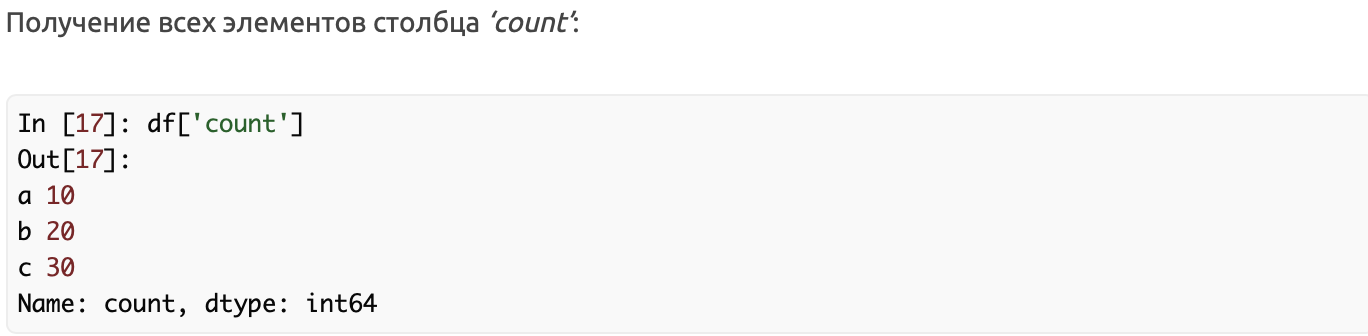 Получение всех элементов столбца ‘count’:
In [17]: df['count']
Out[17]:
a 10
b 20
c 30
Name: count, dtype: int64